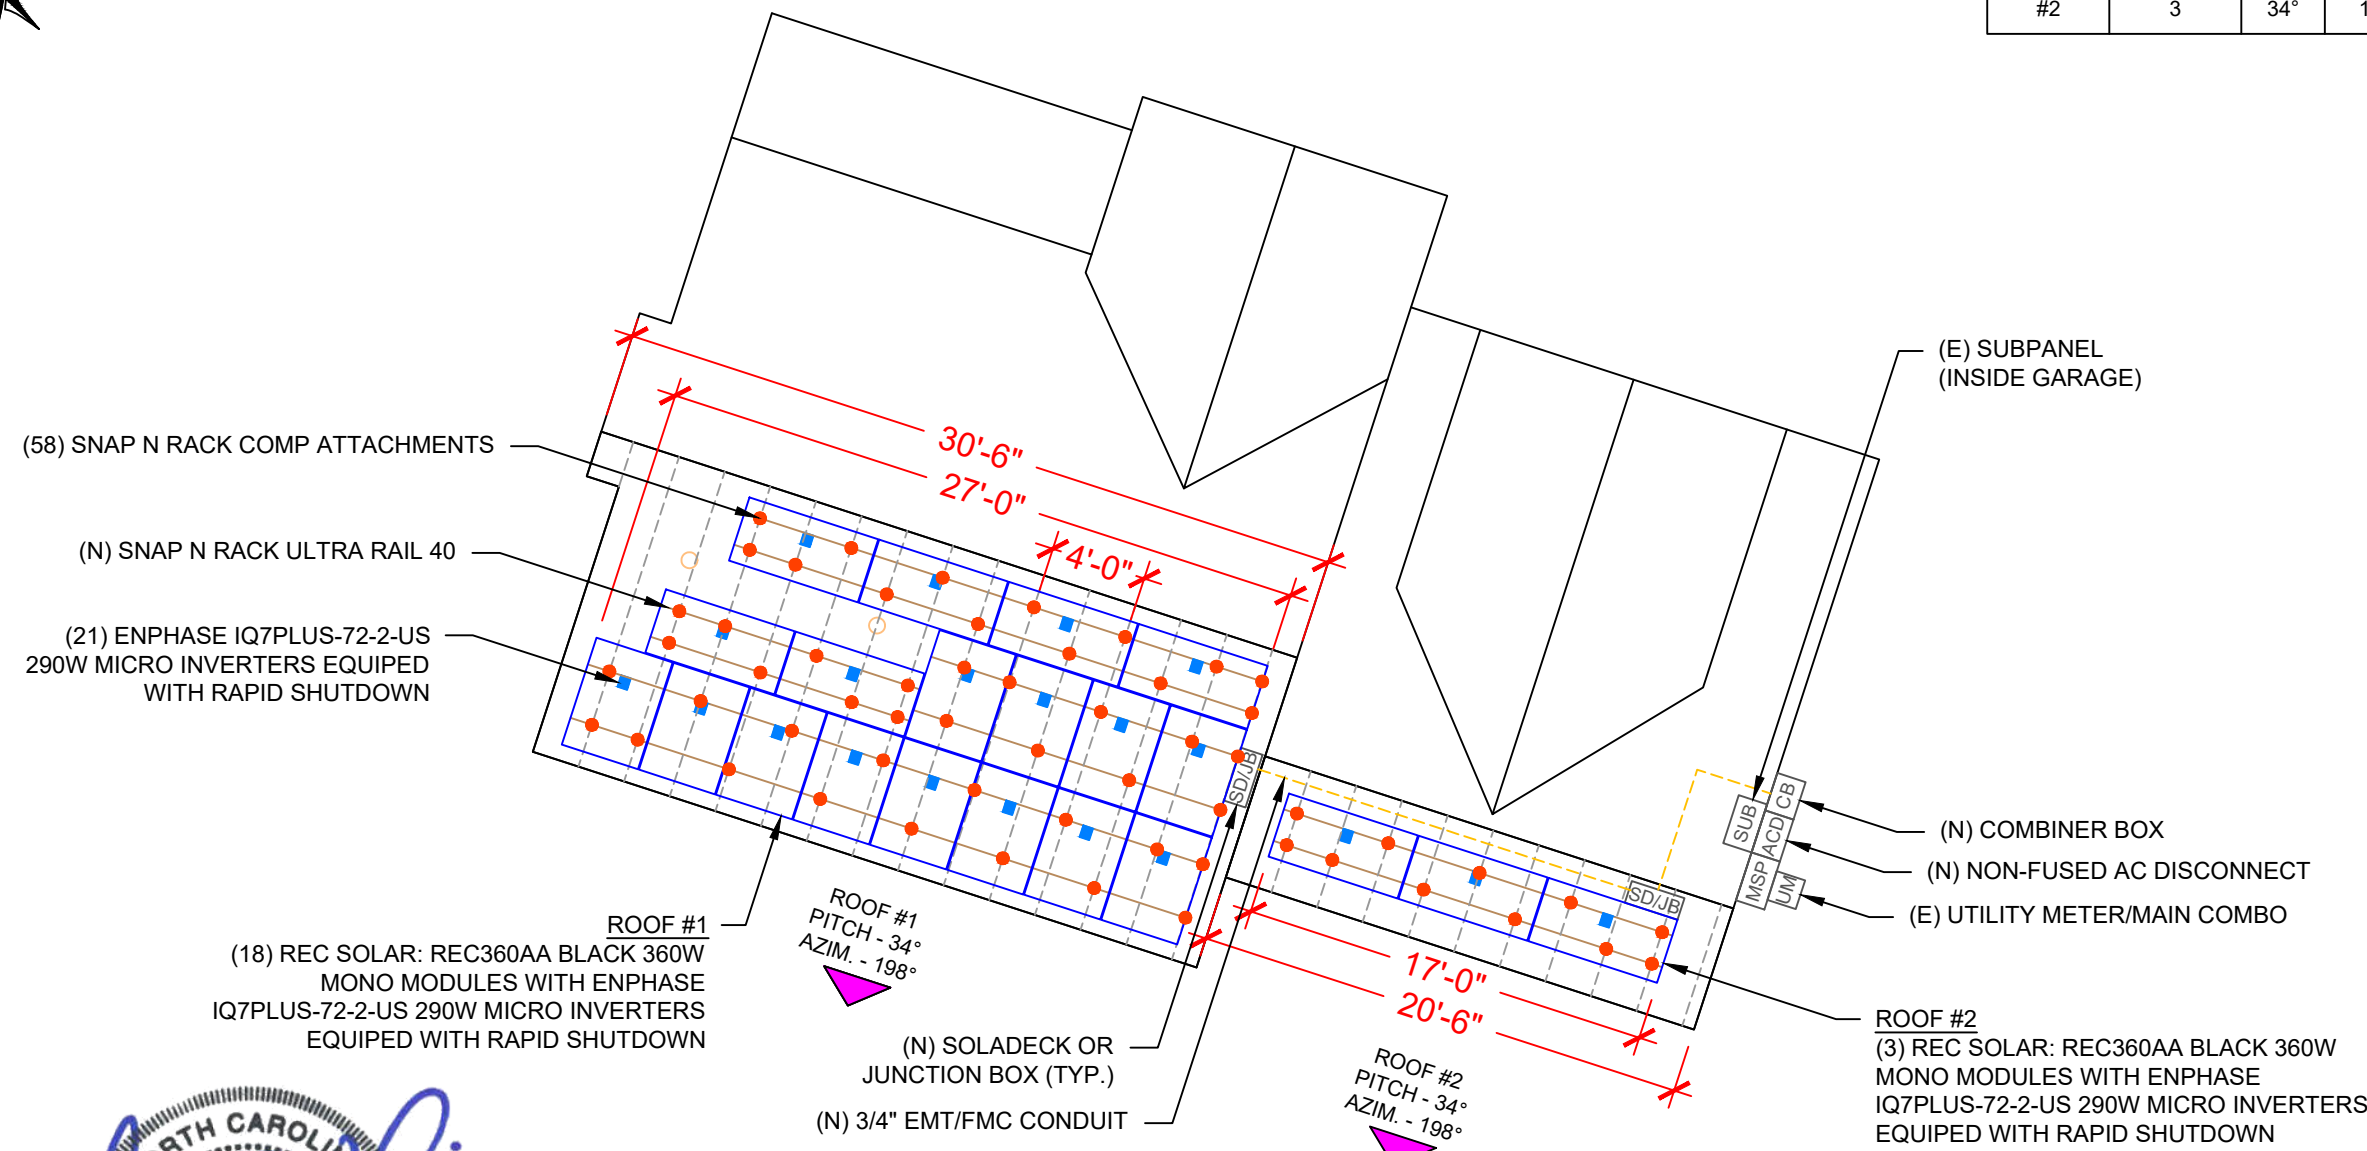 #2 3 34° 1
(E) SUBPANEL
(INSIDE GARAGE)
(58) SNAP N RACK COMP ATTACHMENTS
30'-6"
27'-0"
4'-0"
(N) SNAP N RACK ULTRA RAIL 40
(21) ENPHASE IQ7PLUS-72-2-US
290W MICRO INVERTERS EQUIPED
WITH RAPID SHUTDOWN
SD/JB
SUB
CB
ACD
MSP
UM
SD/JB
(N) COMBINER BOX
(N) NON-FUSED AC DISCONNECT
(E) UTILITY METER/MAIN COMBO
ROOF #1
(18) REC SOLAR: REC360AA BLACK 360W
MONO MODULES WITH ENPHASE
IQ7PLUS-72-2-US 290W MICRO INVERTERS
EQUIPED WITH RAPID SHUTDOWN
ROOF #1
PITCH - 34°
AZIM. - 198°
17'-0"
20'-6"
(N) SOLADECK OR
JUNCTION BOX (TYP.)
(N) 3/4" EMT/FMC CONDUIT
ROOF #2
PITCH - 34°
AZIM. - 198°
ROOF #2
(3) REC SOLAR: REC360AA BLACK 360W
MONO MODULES WITH ENPHASE
IQ7PLUS-72-2-US 290W MICRO INVERTERS
EQUIPED WITH RAPID SHUTDOWN